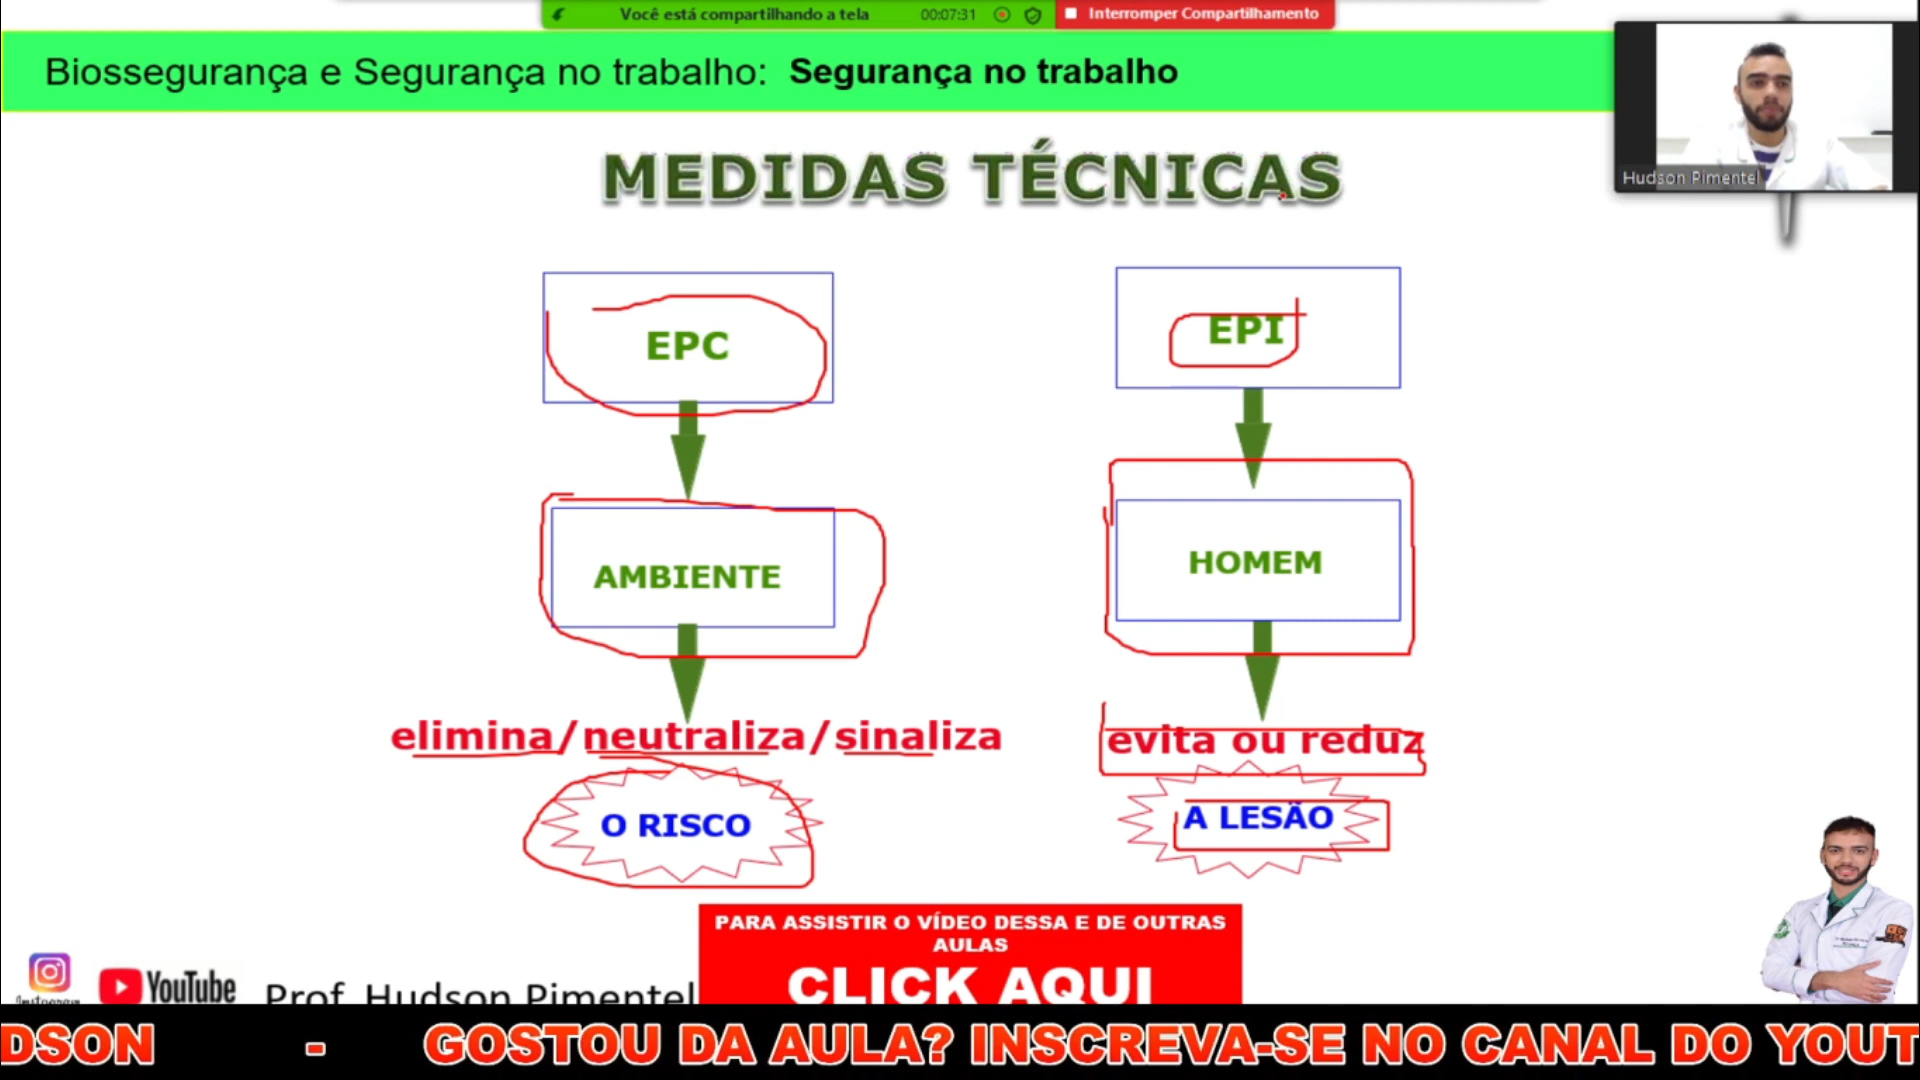 Você está compartilhando a tela 00:07:31 Interromper Compartilhamento
Biossegurança e Segurança no trabalho: Segurança no trabalho
Hudson Pimentel
MEDIDAS TÉCNICAS
EPC
EPI
AMBIENTE
HOMEM
elimina/neutraliza/sinaliza
evita ou reduz
O RISCO
A LESÃO
PARA ASSISTIR O VÍDEO DESSA E DE OUTRAS
AULAS
CLICK AQUI
Instagram
YouTube
Prof. Hudson Pimentel
DSON - GOSTOU DA AULA? INSCREVA-SE NO CANAL DO YOUT